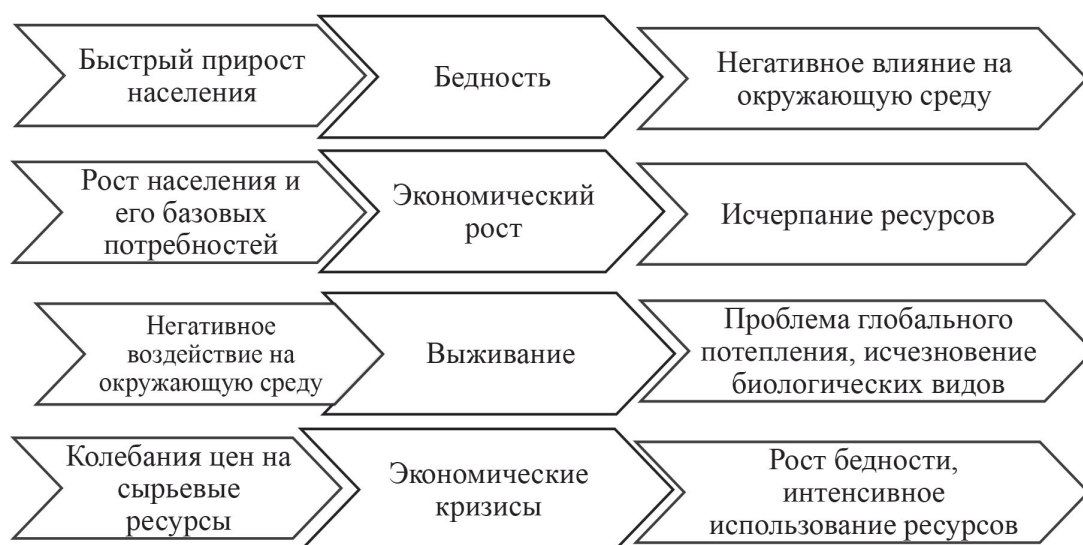 Быстрый прирост
населения
Бедность
Негативное влияние на
окружающую среду
Рост населения и
его базовых
потребностей
Экономический
рост
Исчерпание ресурсов
Негативное
воздействие на
окружающую среду
Выживание
Проблема глобального
потепления, исчезновение
биологических видов
Колебания цен на
сырьевые
ресурсы
Экономические
кризисы
Рост бедности,
интенсивное
использование ресурсов